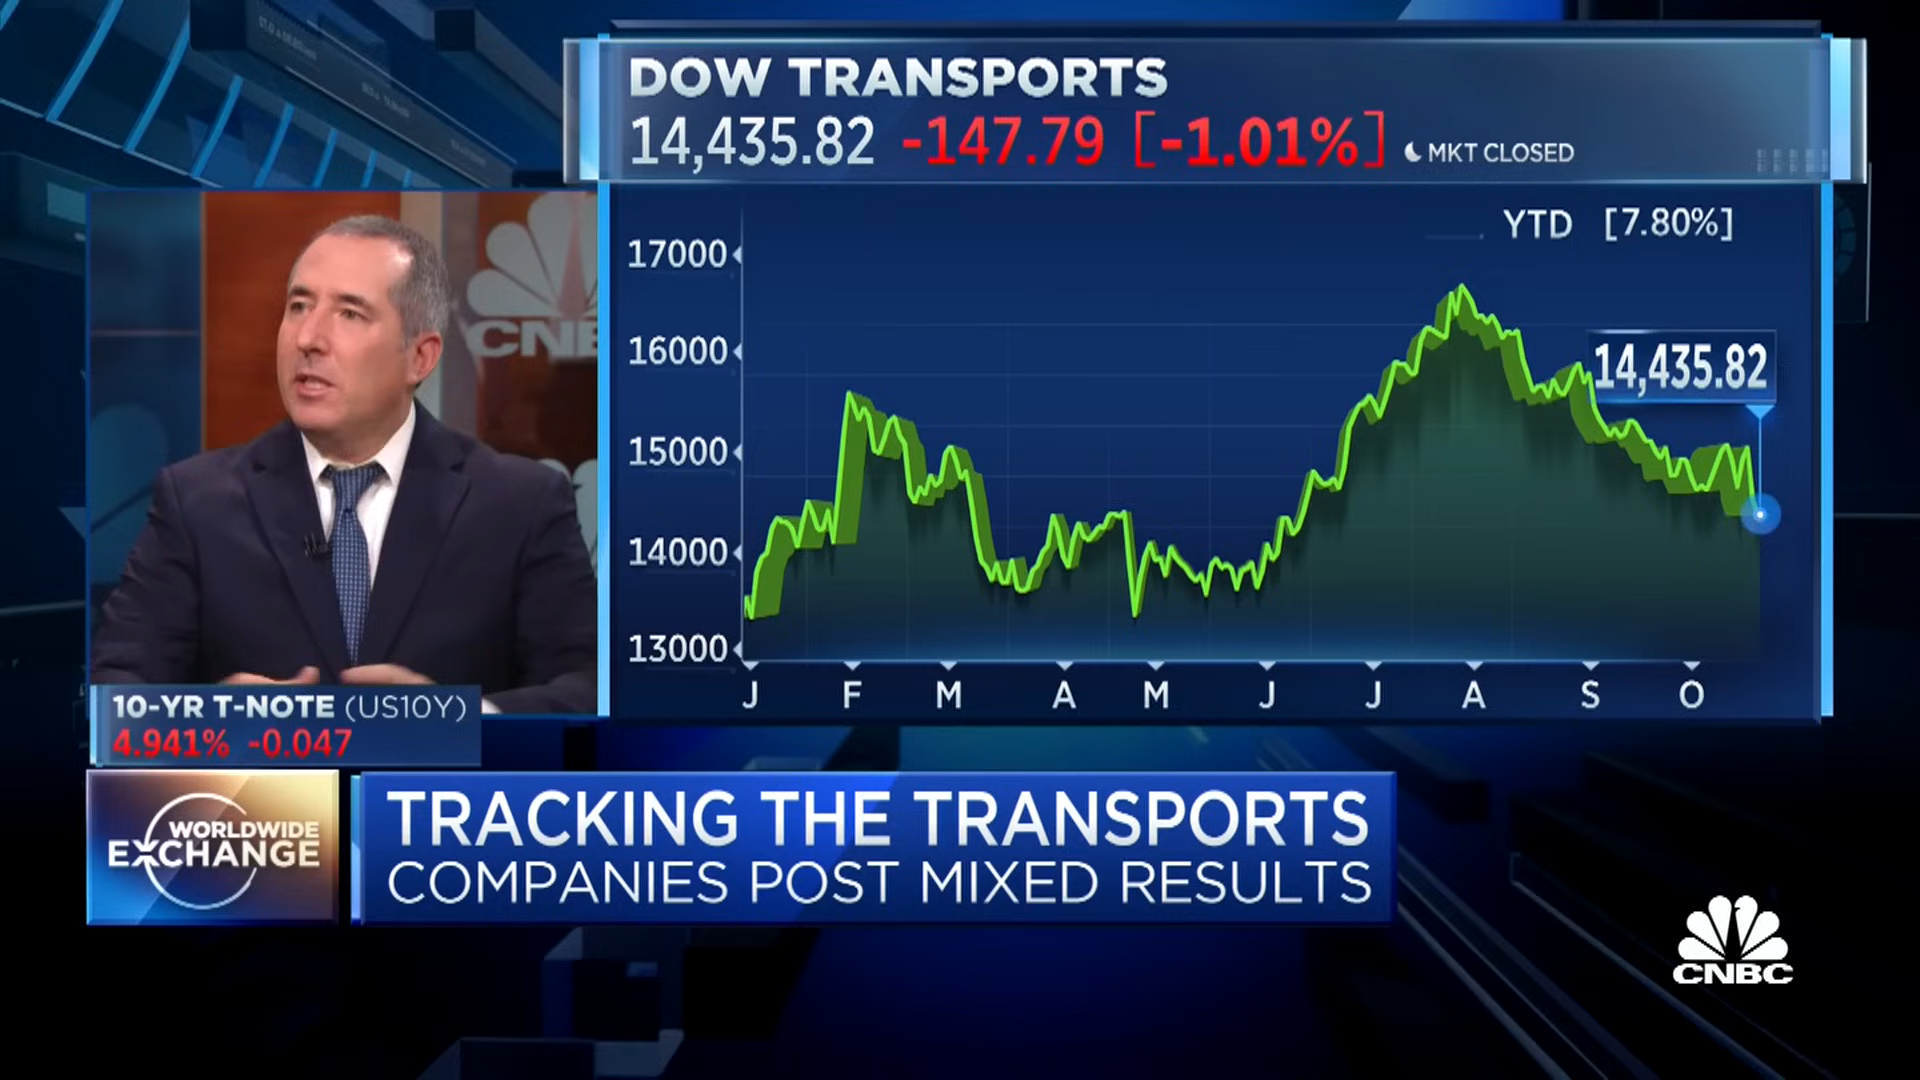 DOW TRANSPORTS
14,435.82 -147.79 [-1.01%] MKT CLOSED
YTD [7.80%]
17000
16000
15000
14000
13000
14,435.82
J F M A M J J A S O
CNBC
10-YR T-NOTE (US10Y)
4.941% -0.047
WORLDWIDE
EXCHANGE
TRACKING THE TRANSPORTS
COMPANIES POST MIXED RESULTS
CNBC